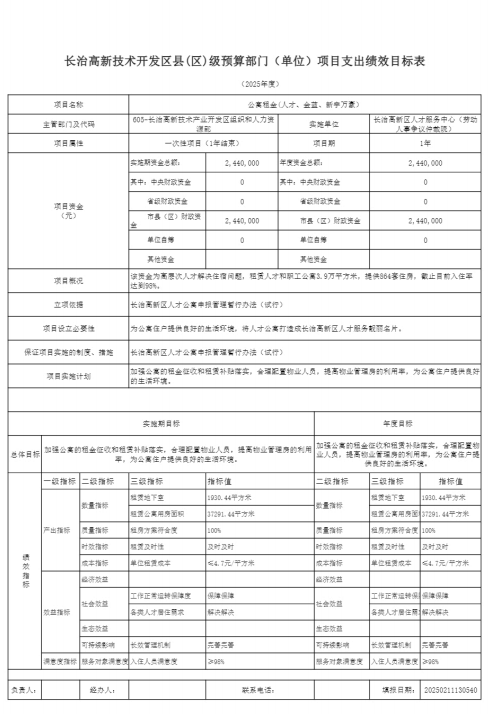 长治高新技术开发区县(区)级预算部门（单位）项目支出绩效目标表
（2025年度）
项目名称 公寓租金(人才、金蓝、新宇万豪)
主管部门及代码 603-长治高新技术产业开发区组织和人力资源部 实施单位 长治高新区人才服务中心（劳动人事争议仲裁院）
项目属性 一次性项目（1年结束） 项目期 1年
项目资金（元） 实施期资金总额： 2,440,000 年度资金总额： 2,440,000
其中：中央财政资金 0 其中：中央财政资金 0
省级财政资金 0 省级财政资金 0
市县（区）财政资金 2,440,000 市县（区）财政资金 2,440,000
单位自筹 0 单位自筹 0
其他资金 其他资金
项目概况 该资金为高层次人才解决住宿问题，租赁人才和职工公寓3.9万平方米，提供864套住房，截止目前入住率达到98%。
立项依据 长治高新区人才公寓申报管理暂行办法（试行）
项目设立必要性 为公寓住户提供良好的生活环境，将人才公寓打造成长治高新区人才服务靓丽名片。
保证项目实施的制度、措施 长治高新区人才公寓申报管理暂行办法（试行）
项目实施计划 加强公寓的租金征收和租赁补贴落实，合理配置物业人员，提高物业管理房的利用率，为公寓住户提供良好的生活环境。
实施期目标 年度目标
总体目标 加强公寓的租金征收和租赁补贴落实，合理配置物业人员，提高物业管理房的利用率，为公寓住户提供良好的生活环境。 加强公寓的租金征收和租赁补贴落实，合理配置物业人员，提高物业管理房的利用率，为公寓住户提供良好的生活环境。
绩效指标 一级指标 二级指标 三级指标 指标值 二级指标 三级指标 指标值
产出指标 数量指标 租赁地下室 1930.44平方米 数量指标 租赁地下室 1930.44平方米
租赁公寓用房面积 37291.44平方米 租赁公寓用房面积 37291.44平方米
质量指标 租房方案符合度 100% 质量指标 租房方案符合度 100%
时效指标 租赁及时性 及时及时 时效指标 租赁及时性 及时及时
成本指标 单位租赁成本 ≤4.7元/平方米 成本指标 单位租赁成本 ≤4.7元/平方米
效益指标 经济效益 经济效益
社会效益 工作正常运转保障度 保障保障 社会效益 工作正常运转保 保障保障
各类人才居住需求 解决解决 各类人才居住需 解决解决
生态效益 生态效益
可持续影响 长效管理机制 完善完善 可持续影响 长效管理机制 完善完善
满意度指标 服务对象满意度 入住人员满意度 ≥98% 服务对象满意度 入住人员满意度 ≥98%
负责人： 经办人： 联系电话： 填报日期： 20250211130540